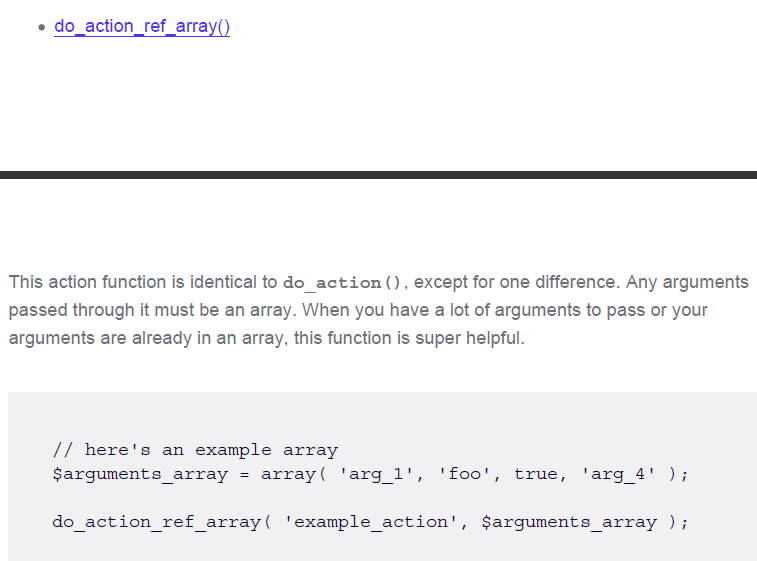 do_action_ref_array()
This action function is identical to do_action(), except for one difference. Any arguments
passed through it must be an array. When you have a lot of arguments to pass or your
arguments are already in an array, this function is super helpful.
// here's an example array
$arguments_array = array( 'arg_1', 'foo', true, 'arg_4' );
do_action_ref_array( 'example_action', $arguments_array );